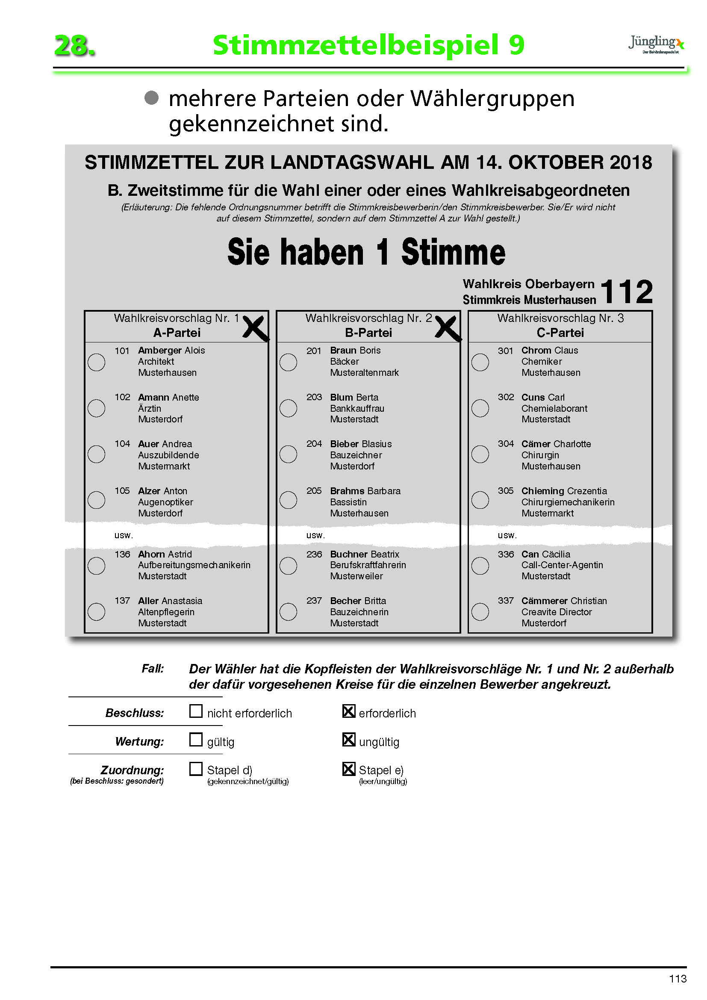 28.
Stimmzettelbeispiel 9
Jüngling
Der Behördenspezialist
● mehrere Parteien oder Wählergruppen
gekennzeichnet sind.
STIMMZETTEL ZUR LANDTAGSWAHL AM 14. OKTOBER 2018
B. Zweitstimme für die Wahl einer oder eines Wahlkreisabgeordneten
(Erläuterung: Die fehlende Ordnungsnummer betrifft die Stimmkreisbewerberin/den Stimmkreisbewerber. Sie/Er wird nicht
auf diesem Stimmzettel, sondern auf dem Stimmzettel A zur Wahl gestellt.)
Sie haben 1 Stimme
Wahlkreis Oberbayern
Stimmkreis Musterhausen
112
Wahlkreisvorschlag Nr. 1
A-Partei
101 Amberger Alois
Architekt
Musterhausen
102 Amann Anette
Ärztin
Musterdorf
104 Auer Andrea
Auszubildende
Mustermarkt
105 Alzer Anton
Augenoptiker
Musterdorf
usw.
136 Ahorn Astrid
Aufbereitungsmechanikerin
Musterstadt
137 Aller Anastasia
Altenpflegerin
Musterstadt
Wahlkreisvorschlag Nr. 2
B-Partei
201 Braun Boris
Bäcker
Musteraltenmark
203 Blum Berta
Bankkauffrau
Musterstadt
204 Bieber Blasius
Bauzeichner
Musterdorf
205 Brahms Barbara
Bassistin
Musterhausen
usw.
236 Buchner Beatrix
Berufskraftfahrerin
Musterweiler
237 Becher Britta
Bauzeichnerin
Musterstadt
Wahlkreisvorschlag Nr. 3
C-Partei
301 Chrom Claus
Chemiker
Musterhausen
302 Cuns Carl
Chemielaborant
Musterstadt
304 Cämer Charlotte
Chirurgin
Musterhausen
305 Chieming Crezentia
Chirurgiemechanikerin
Mustermarkt
usw.
336 Can Cäcilia
Call-Center-Agentin
Musterstadt
337 Cämmerer Christian
Creavite Director
Musterdorf
Fall: Der Wähler hat die Kopfleisten der Wahlkreisvorschläge Nr. 1 und Nr. 2 außerhalb
der dafür vorgesehenen Kreise für die einzelnen Bewerber angekreuzt.
Beschluss: nicht erforderlich erforderlich
Wertung: gültig ungültig
Zuordnung: Stapel d) Stapel e)
(bei Beschluss: gesondert) (gekennzeichnet/gültig) (leer/ungültig)
113